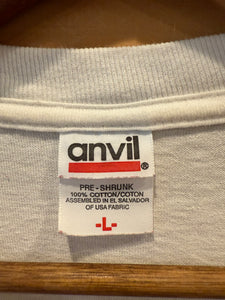 anvil®
PRE-SHRUNK
100% COTTON/COTON
ASSEMBLED IN EL SALVADOR
OF USA FABRIC
-L-